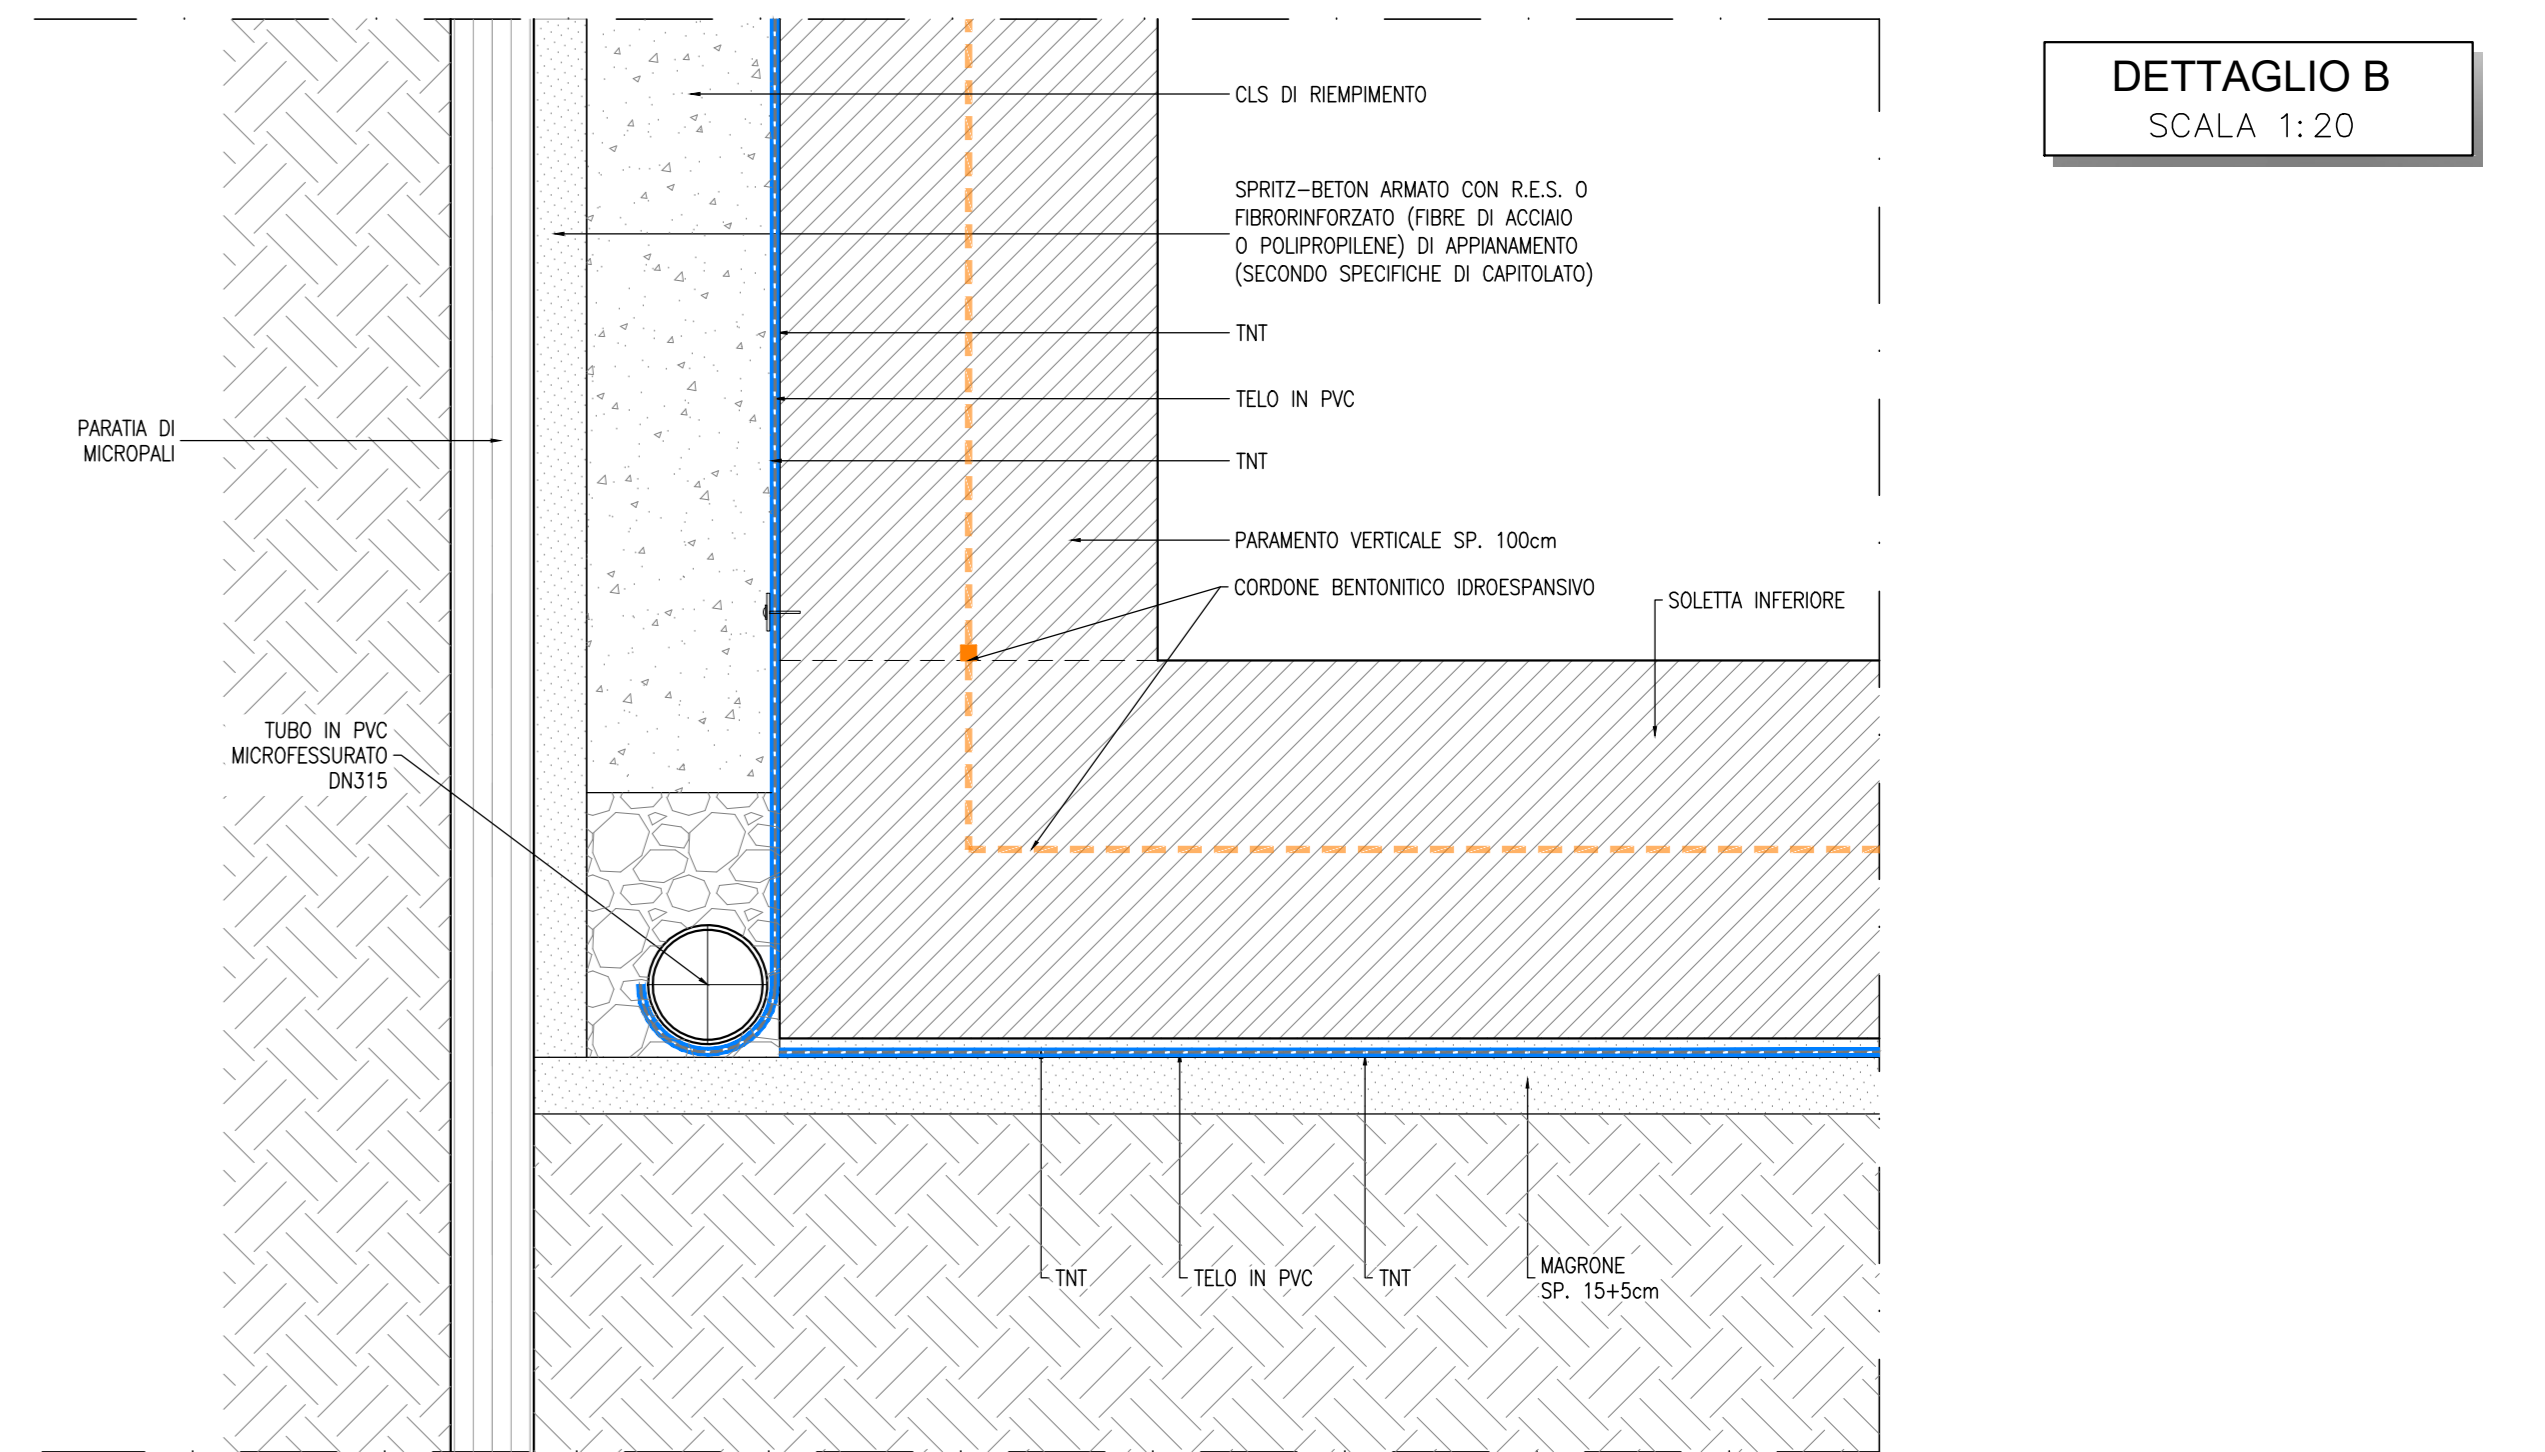 DETTAGLIO B
SCALA 1:20
CLS DI RIEMPIMENTO
SPRITZ-BETON ARMATO CON R.E.S. O
FIBRORINFORZATO (FIBRE DI ACCIAIO
O POLIPROPILENE) DI APPIANAMENTO
(SECONDO SPECIFICHE DI CAPITOLATO)
TNT
TELO IN PVC
PARATIA DI
MICROPALI
TNT
PARAMENTO VERTICALE SP. 100cm
CORDONE BENTONITICO IDROESPANSIVO
SOLETTA INFERIORE
TUBO IN PVC
MICROFESSURATO
DN315
TNT
TELO IN PVC
TNT
MAGRONE
SP. 15+5cm